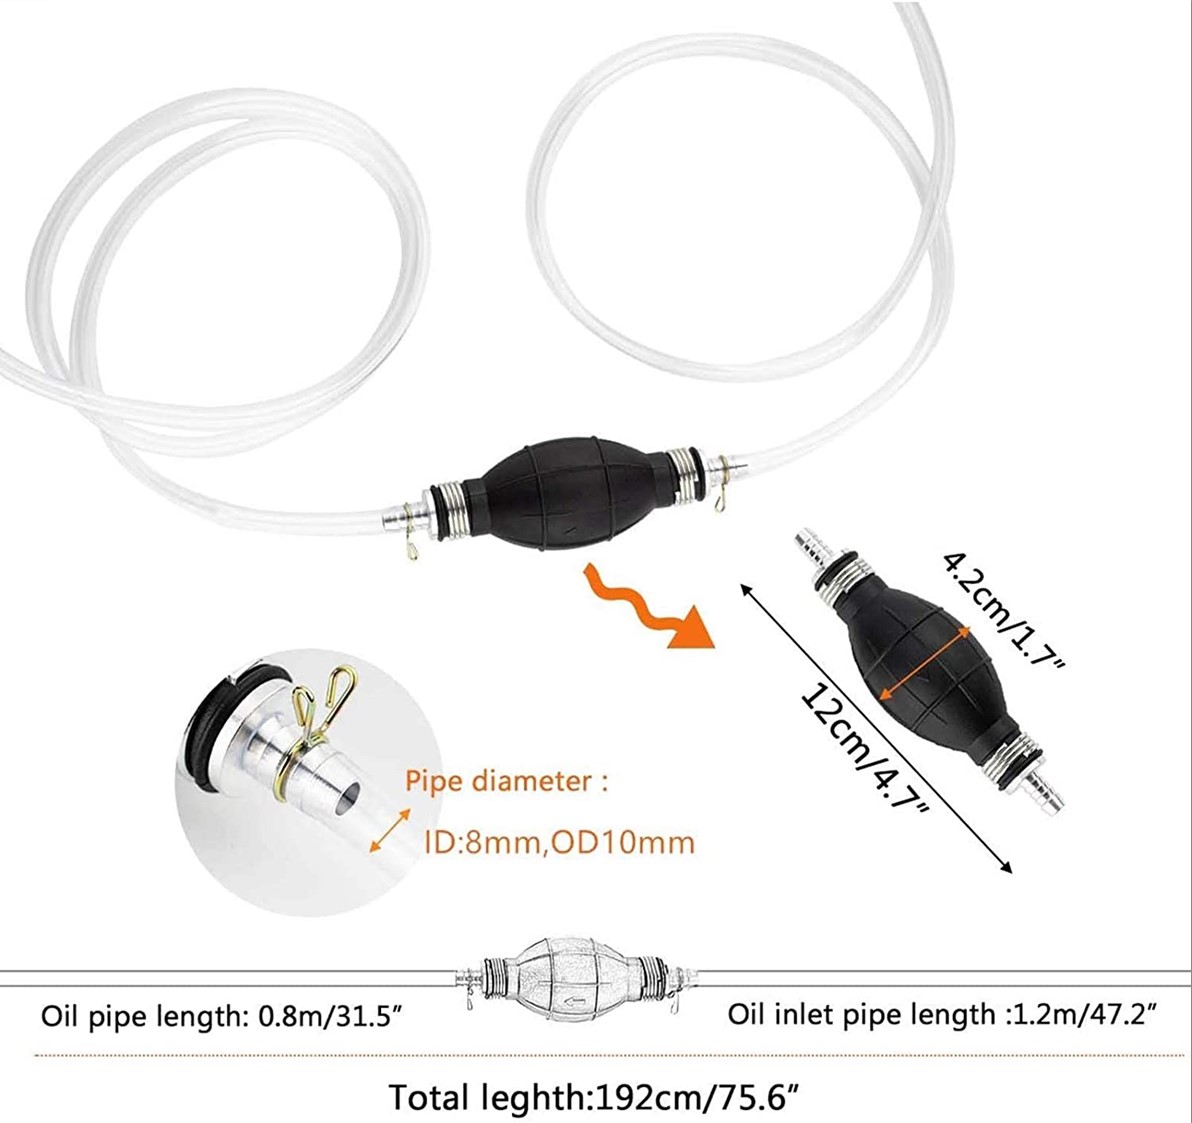 4.2cm/1.7"
12cm/4.7"
Pipe diameter :
ID:8mm,OD10mm
Oil pipe length: 0.8m/31.5"
Oil inlet pipe length :1.2m/47.2"
Total leghth:192cm/75.6"